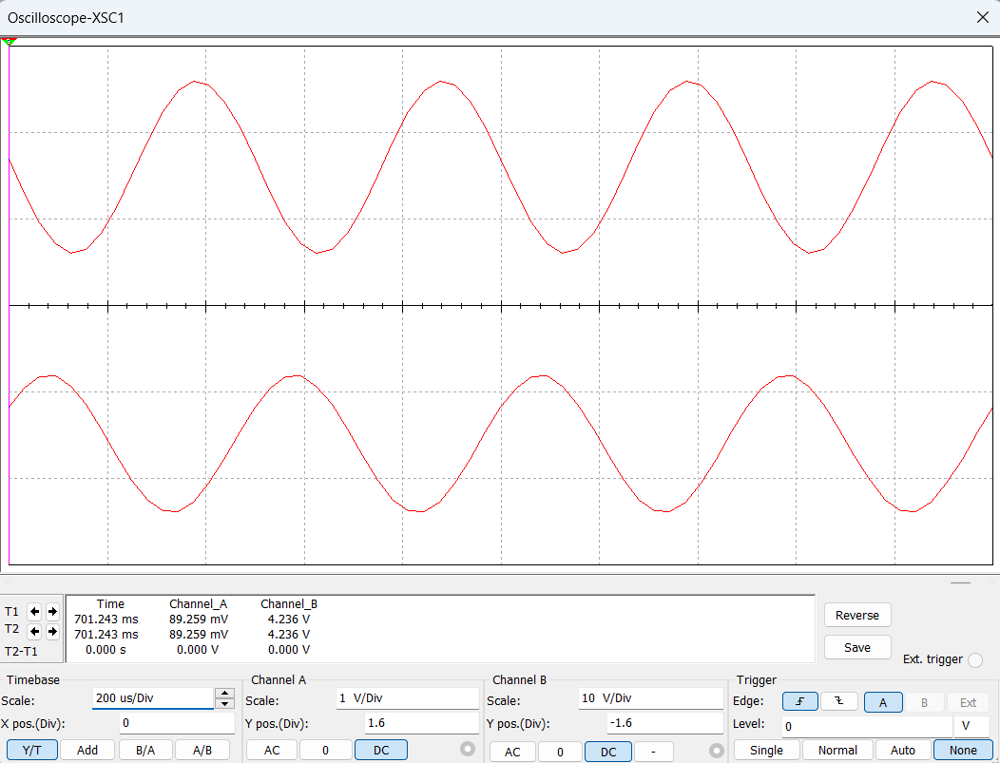 Oscilloscope-XSC1
T1
T2
T2-T1
Time Channel_A Channel_B
701.243 ms 89.259 mV 4.236 V
701.243 ms 89.259 mV 4.236 V
0.000 s 0.000 V 0.000 V
Reverse
Save
Ext. trigger
Timebase
Scale: 200 us/Div
X pos.(Div): 0
Y/T Add B/A A/B
Channel A
Scale: 1 V/Div
Y pos.(Div): 1.6
AC 0 DC
Channel B
Scale: 10 V/Div
Y pos.(Div): -1.6
AC 0 DC -
Trigger
Edge: A B Ext
Level: 0 V
Single Normal Auto None